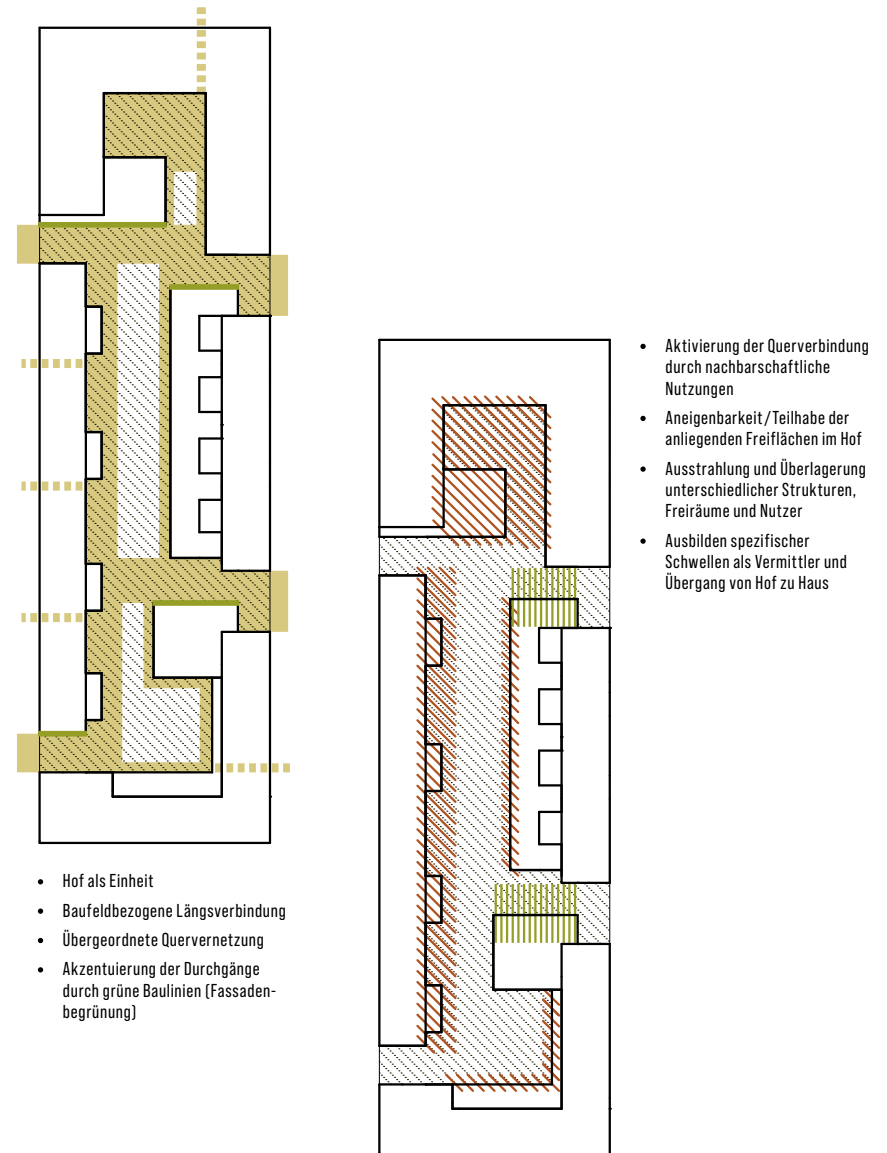 • Aktivierung der Querverbindung
durch nachbarschaftliche
Nutzungen
• Aneigenbarkeit/Teilhabe der
anliegenden Freiflächen im Hof
• Ausstrahlung und Überlagerung
unterschiedlicher Strukturen,
Freiräume und Nutzer
• Ausbilden spezifischer
Schwellen als Vermittler und
Übergang von Hof zu Haus
• Hof als Einheit
• Baufeldbezogene Längsverbindung
• Übergeordnete Quervernetzung
• Akzentuierung der Durchgänge
durch grüne Baulinien (Fassaden-
begrünung)